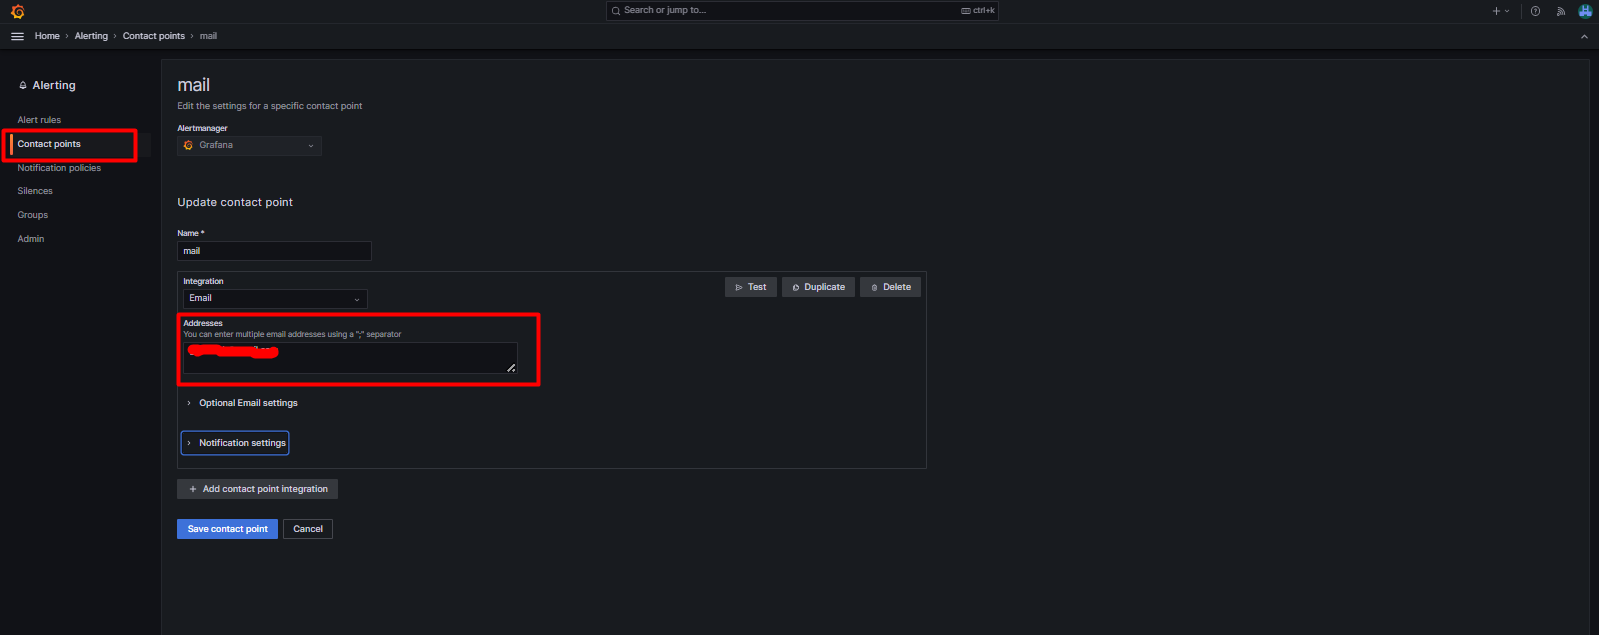 Search or jump to...
ctrl+k
Home › Alerting › Contact points › mail
Alerting
Alert rules
Contact points
Notification policies
Silences
Groups
Admin
mail
Edit the settings for a specific contact point
Alertmanager
Grafana
Update contact point
Name *
mail
Integration
Email
Test
Duplicate
Delete
Addresses
You can enter multiple email addresses using a ";" separator
Optional Email settings
Notification settings
Add contact point integration
Save contact point
Cancel